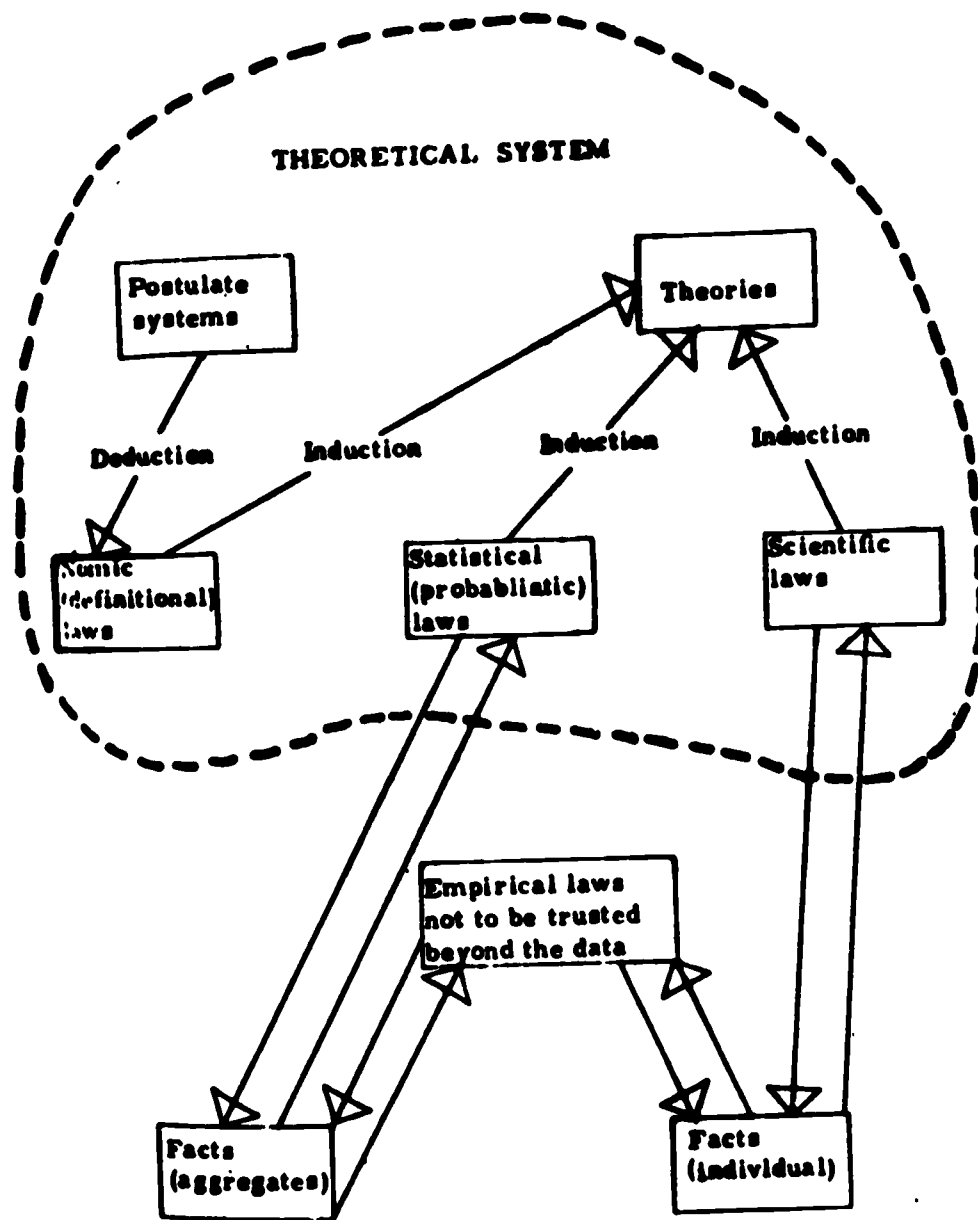 THEORETICAL SYSTEM
Postulate
systems
Theories
Deduction
Induction
Induction
Induction
(definitional)
laws
Statistical
(probabliatic)
laws
Scientific
laws
Empirical laws
not to be trusted
beyond the data
Facts
(aggregates)
Facts
(individual)